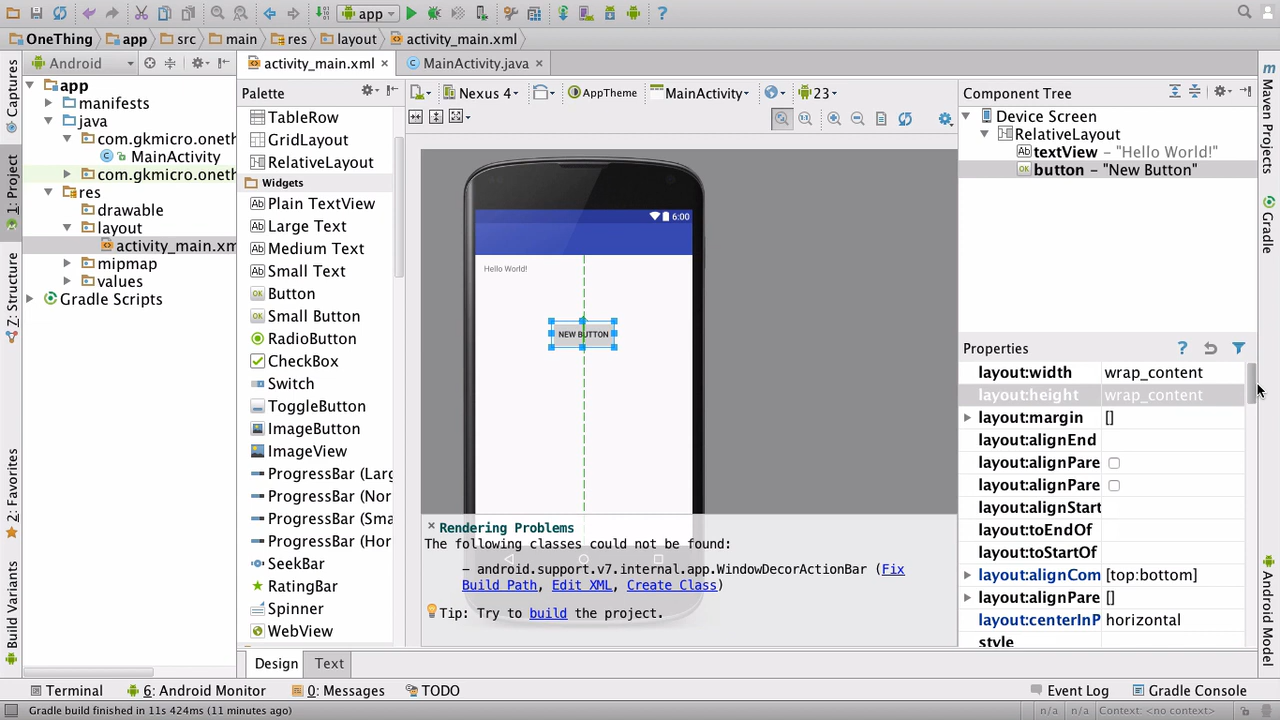 app
OneThing
app
src
main
res
layout
activity_main.xml
Captures
1: Project
7: Structure
2: Favorites
Build Variants
Android
app
manifests
java
com.gkmicro.oneth
MainActivity
com.gkmicro.oneth
res
drawable
layout
activity_main.xm
mipmap
values
Gradle Scripts
activity_main.xml
MainActivity.java
Palette
TableRow
GridLayout
RelativeLayout
Widgets
Plain TextView
Large Text
Medium Text
Small Text
Button
Small Button
RadioButton
CheckBox
Switch
ToggleButton
ImageButton
ImageView
ProgressBar (Larg
ProgressBar (Nor
ProgressBar (Sma
ProgressBar (Hor
SeekBar
RatingBar
Spinner
WebView
Nexus 4
AppTheme
MainActivity
23
6:00
Hello World!
NEW BUTTON
Rendering Problems
The following classes could not be found:
– android.support.v7.internal.app.WindowDecorActionBar (Fix
Build Path, Edit XML, Create Class)
Tip: Try to build the project.
Design
Text
Component Tree
Device Screen
RelativeLayout
textView – "Hello World!"
button – "New Button"
Properties
layout:width wrap_content
layout:height wrap_content
layout:margin []
layout:alignEnd
layout:alignPare
layout:alignPare
layout:alignStart
layout:toEndOf
layout:toStartOf
layout:alignCom [top:bottom]
layout:alignPare []
layout:centerInP horizontal
style
Maven Projects
Gradle
Android Model
Terminal
6: Android Monitor
0: Messages
TODO
Event Log
Gradle Console
Gradle build finished in 11s 424ms (11 minutes ago)
n/a
n/a
Context: <no context>